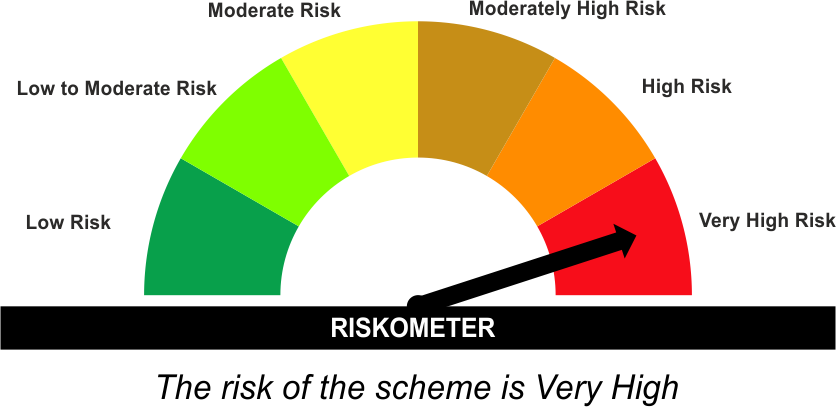 Moderate Risk
Moderately High Risk
Low to Moderate Risk
High Risk
Low Risk
Very High Risk
RISKOMETER
The risk of the scheme is Very High